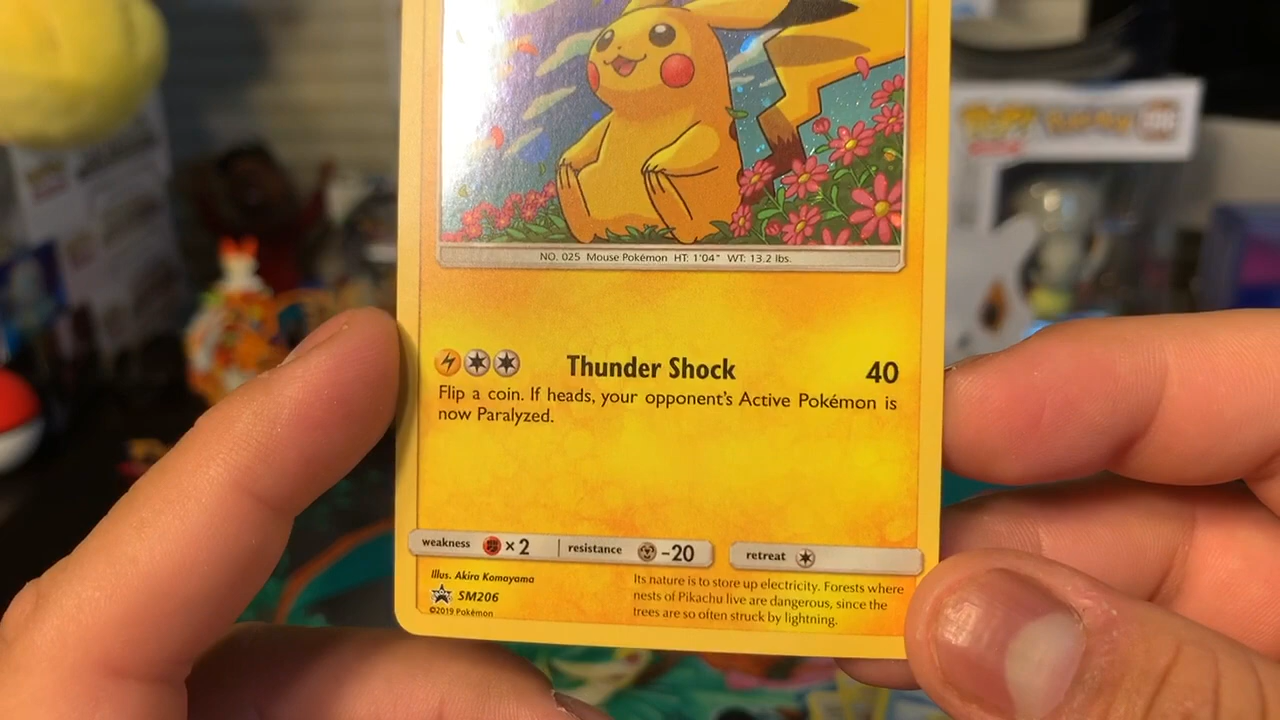 NO. 025 Mouse Pokémon HT: 1'04" WT: 13.2 lbs.
Thunder Shock 40
Flip a coin. If heads, your opponent's Active Pokémon is
now Paralyzed.
weakness ×2 resistance -20 retreat
Illus. Akira Komayama
SM206
©2019 Pokémon
Its nature is to store up electricity. Forests where
nests of Pikachu live are dangerous, since the
trees are so often struck by lightning.